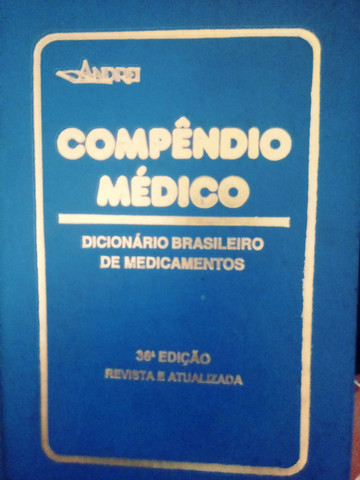 ANDREI
COMPÊNDIO
MÉDICO
DICIONÁRIO BRASILEIRO
DE MEDICAMENTOS
36ª EDIÇÃO
REVISTA E ATUALIZADA